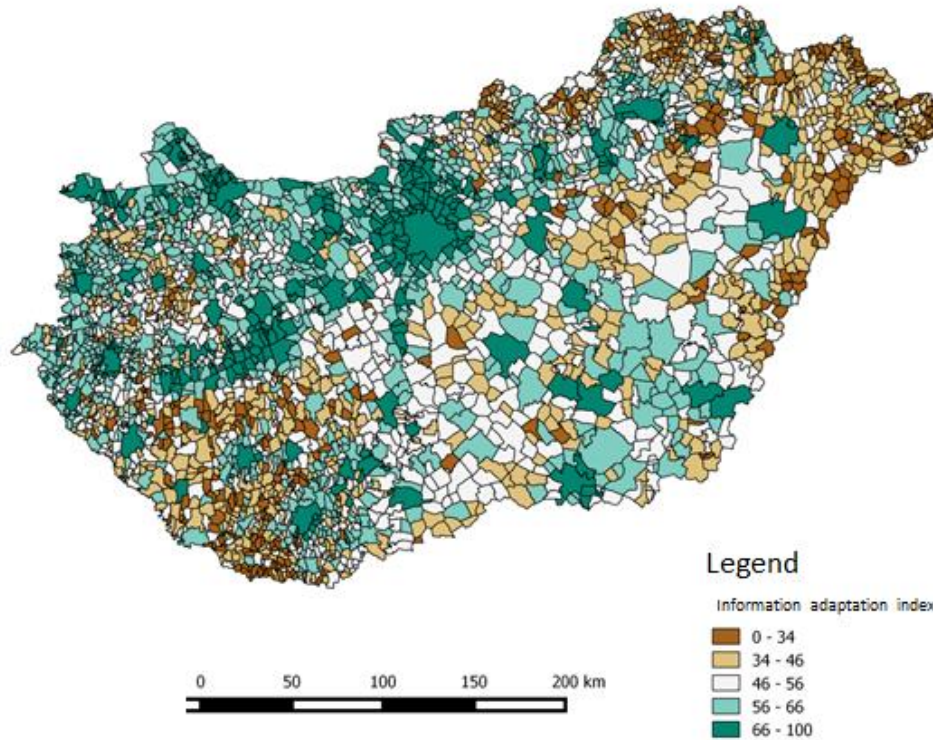 Legend
Information adaptation index
0 - 34
34 - 46
46 - 56
56 - 66
66 - 100
0 50 100 150 200 km